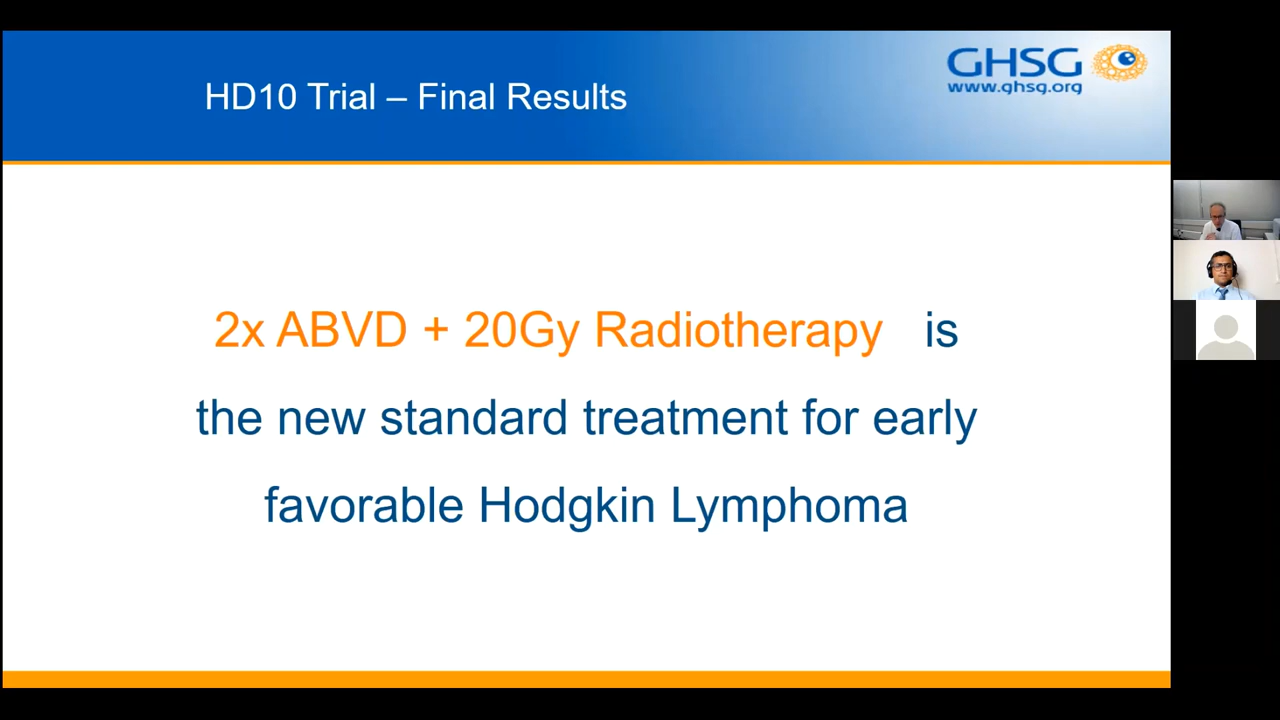 HD10 Trial – Final Results
GHSG
www.ghsg.org
2x ABVD + 20Gy Radiotherapy is
the new standard treatment for early
favorable Hodgkin Lymphoma